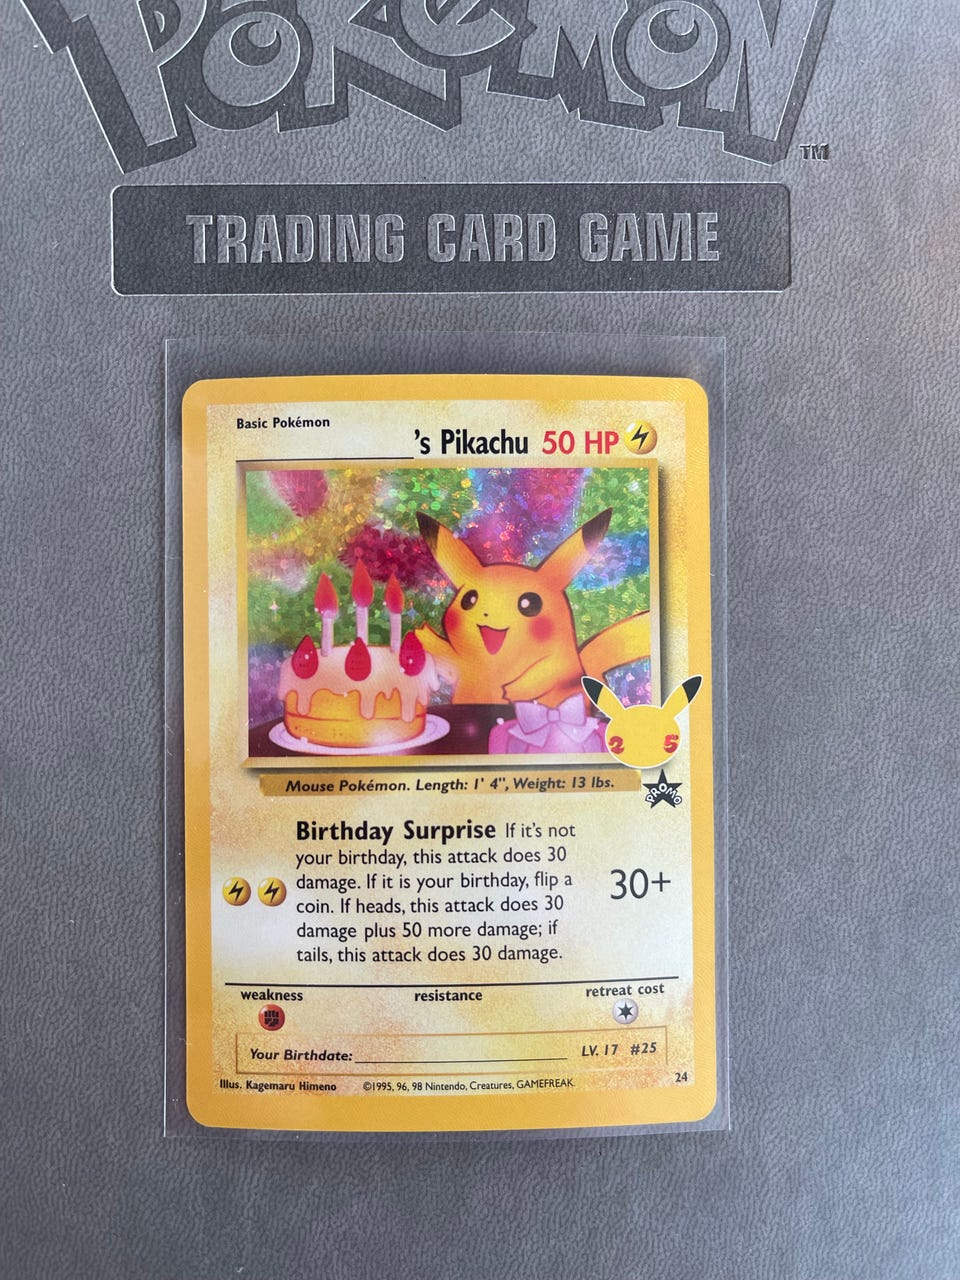 POKéMON
TM
TRADING CARD GAME
Basic Pokémon
's Pikachu 50 HP
25
Mouse Pokémon. Length: 1' 4", Weight: 13 lbs.
PROMO
Birthday Surprise If it's not
your birthday, this attack does 30
damage. If it is your birthday, flip a
coin. If heads, this attack does 30
damage plus 50 more damage; if
tails, this attack does 30 damage.
30+
weakness resistance retreat cost
Your Birthdate: LV. 17 #25
Illus. Kagemaru Himeno ©1995, 96, 98 Nintendo, Creatures, GAMEFREAK. 24